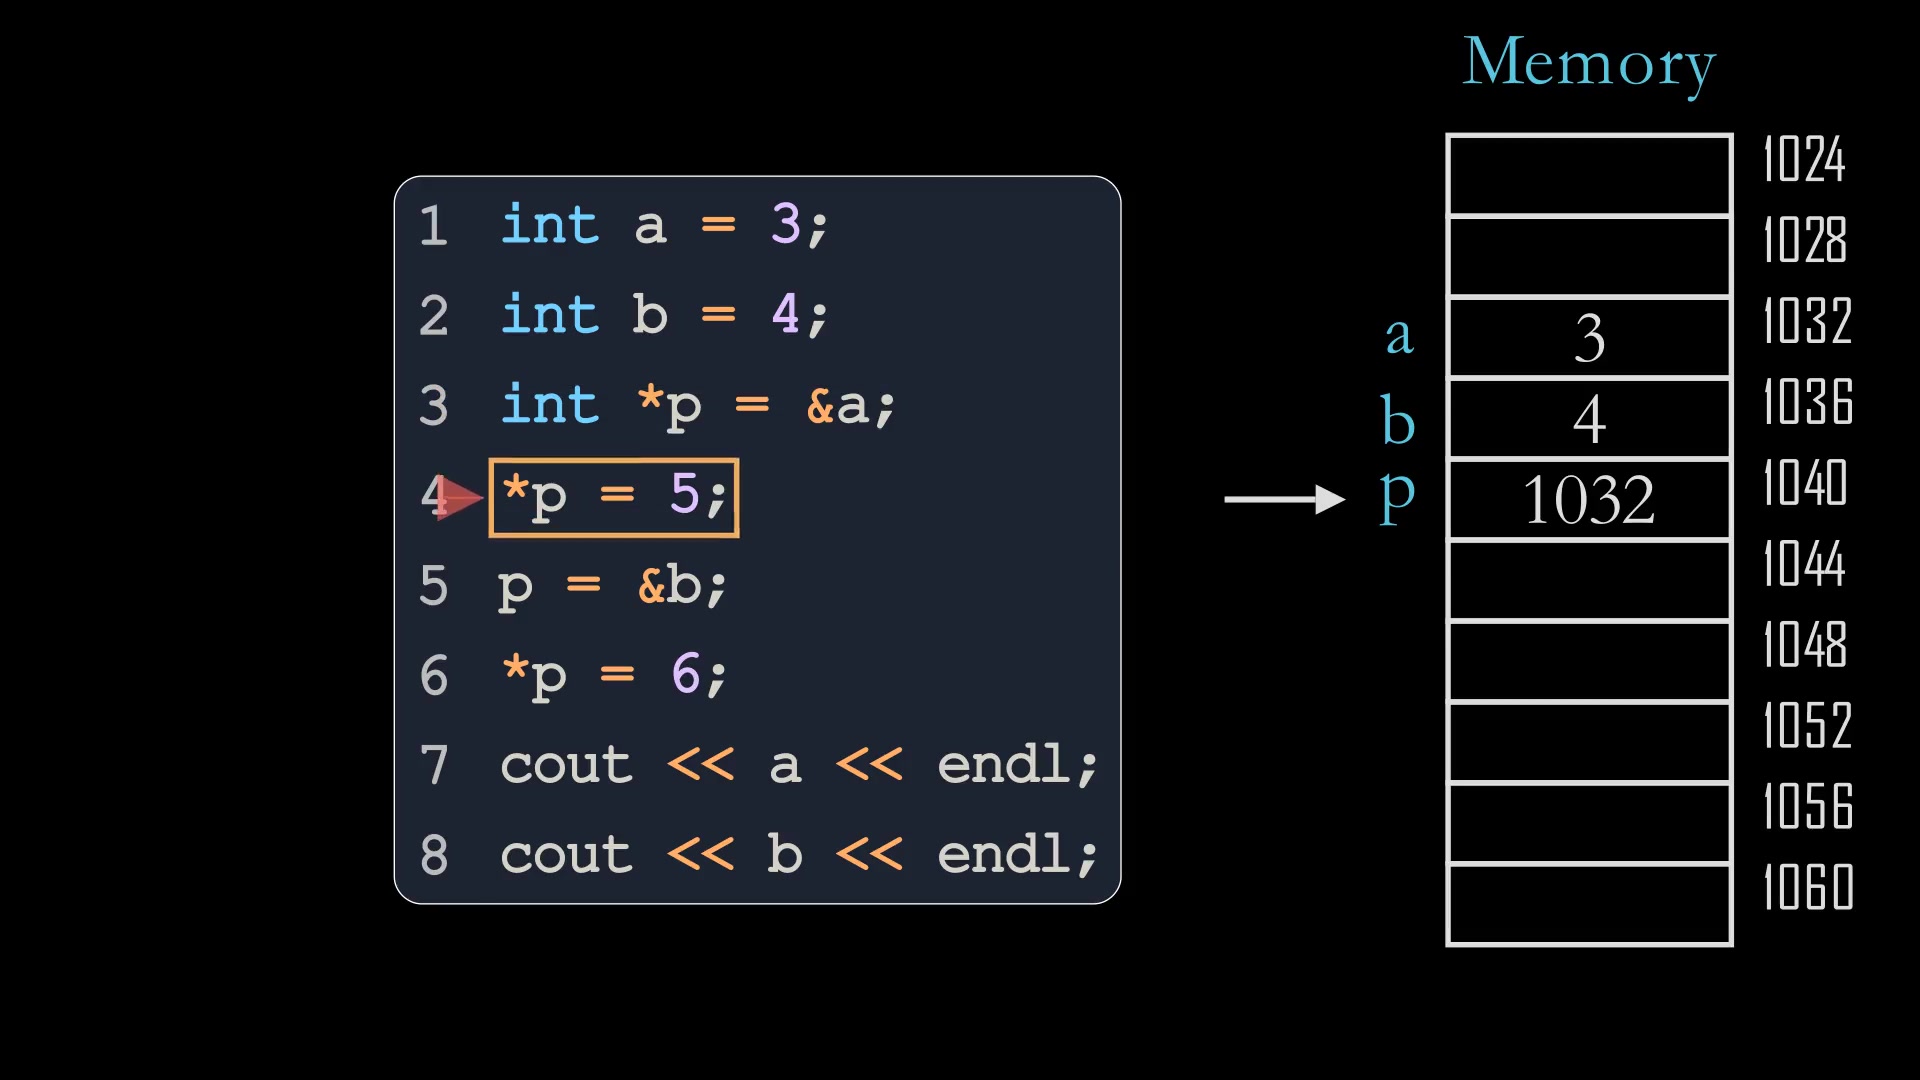 Memory
1 int a = 3;
2 int b = 4;
3 int *p = &a;
4 *p = 5;
5 p = &b;
6 *p = 6;
7 cout << a << endl;
8 cout << b << endl;
1024
1028
a 3 1032
b 4 1036
p 1032 1040
1044
1048
1052
1056
1060